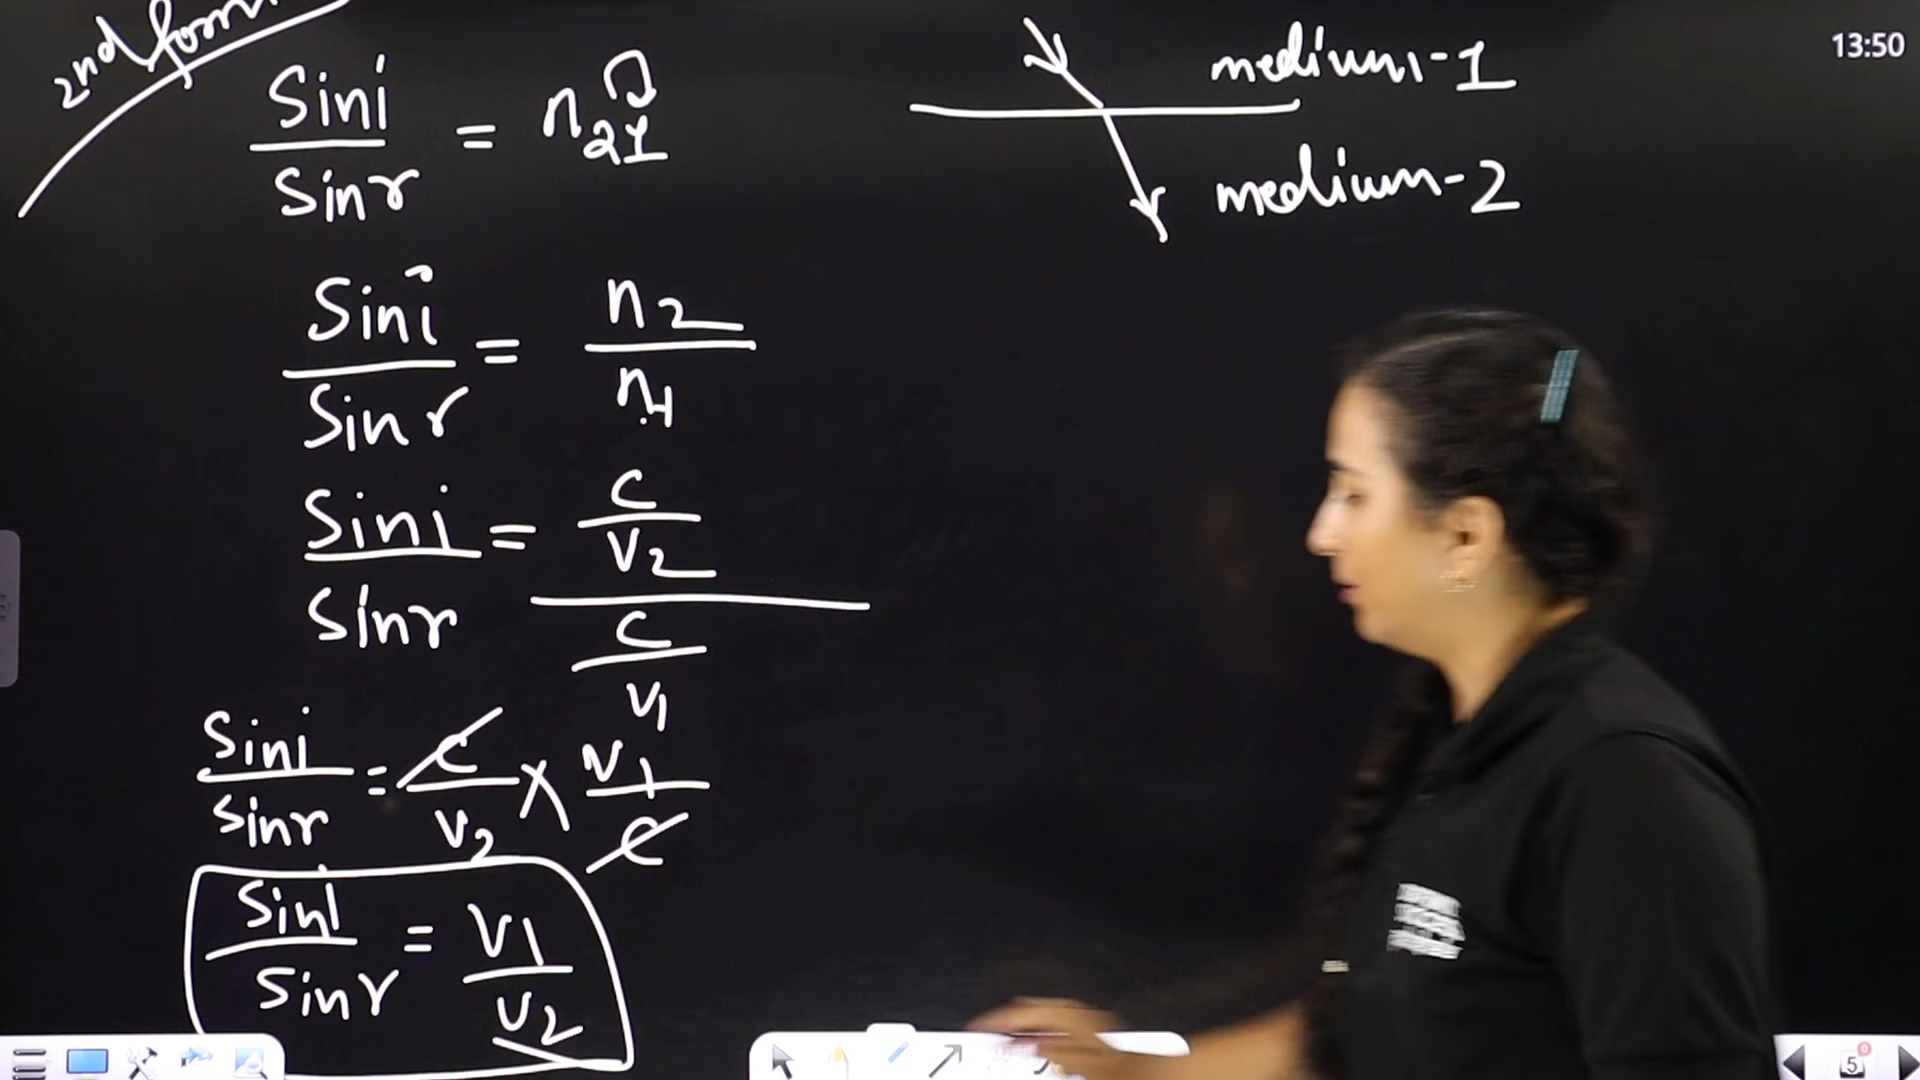 2nd form
Sin i / Sin r = n21
medium-1
medium-2
13:50
Sin i / Sin r = n2 / n1
Sin i / Sin r = c/v2 / c/v1
Sin i / Sin r = c/v2 × v1/c
Sin i / Sin r = v1 / v2
5